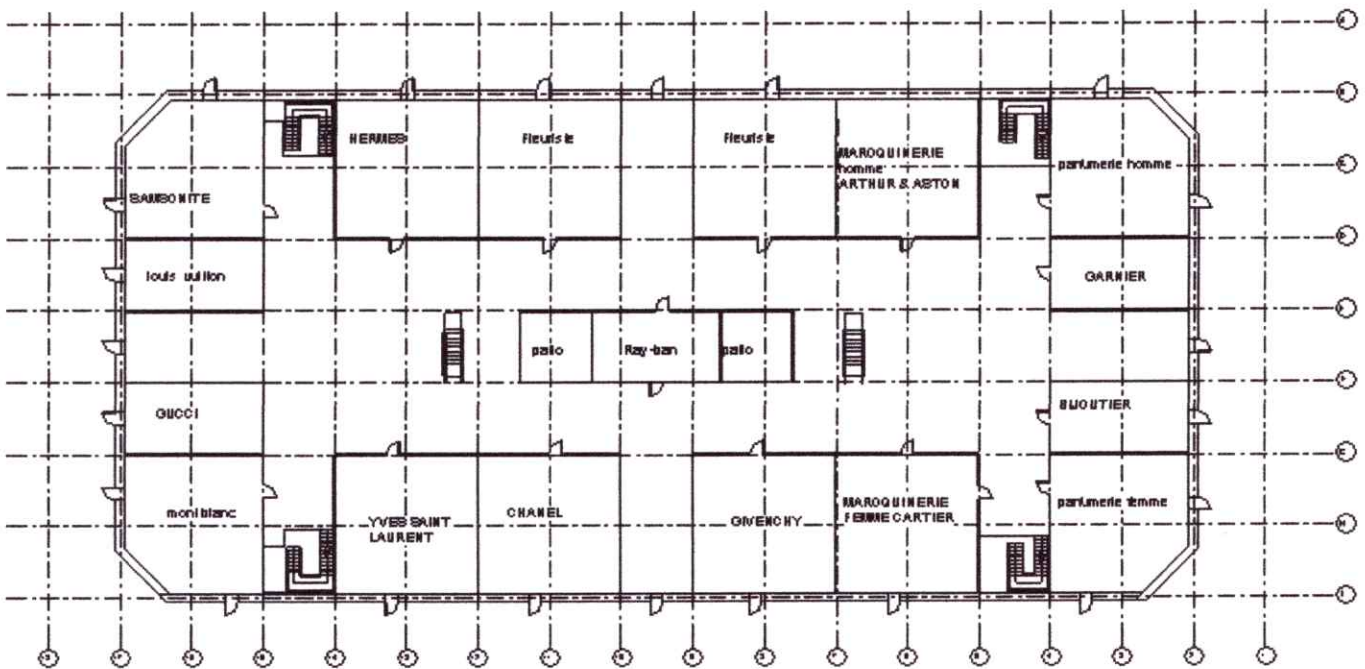 HERMES
fleuriste
fleuriste
MAROQUINERIE
homme
ARTHUR & ASTON
parfumerie homme
SAMSONITE
louis vuitton
GARNIER
patio
Ray-ban
patio
GUCCI
BIJOUTIER
mont blanc
YVES SAINT
LAURENT
CHANEL
GIVENCHY
MAROQUINERIE
FEMME CARTIER
parfumerie femme